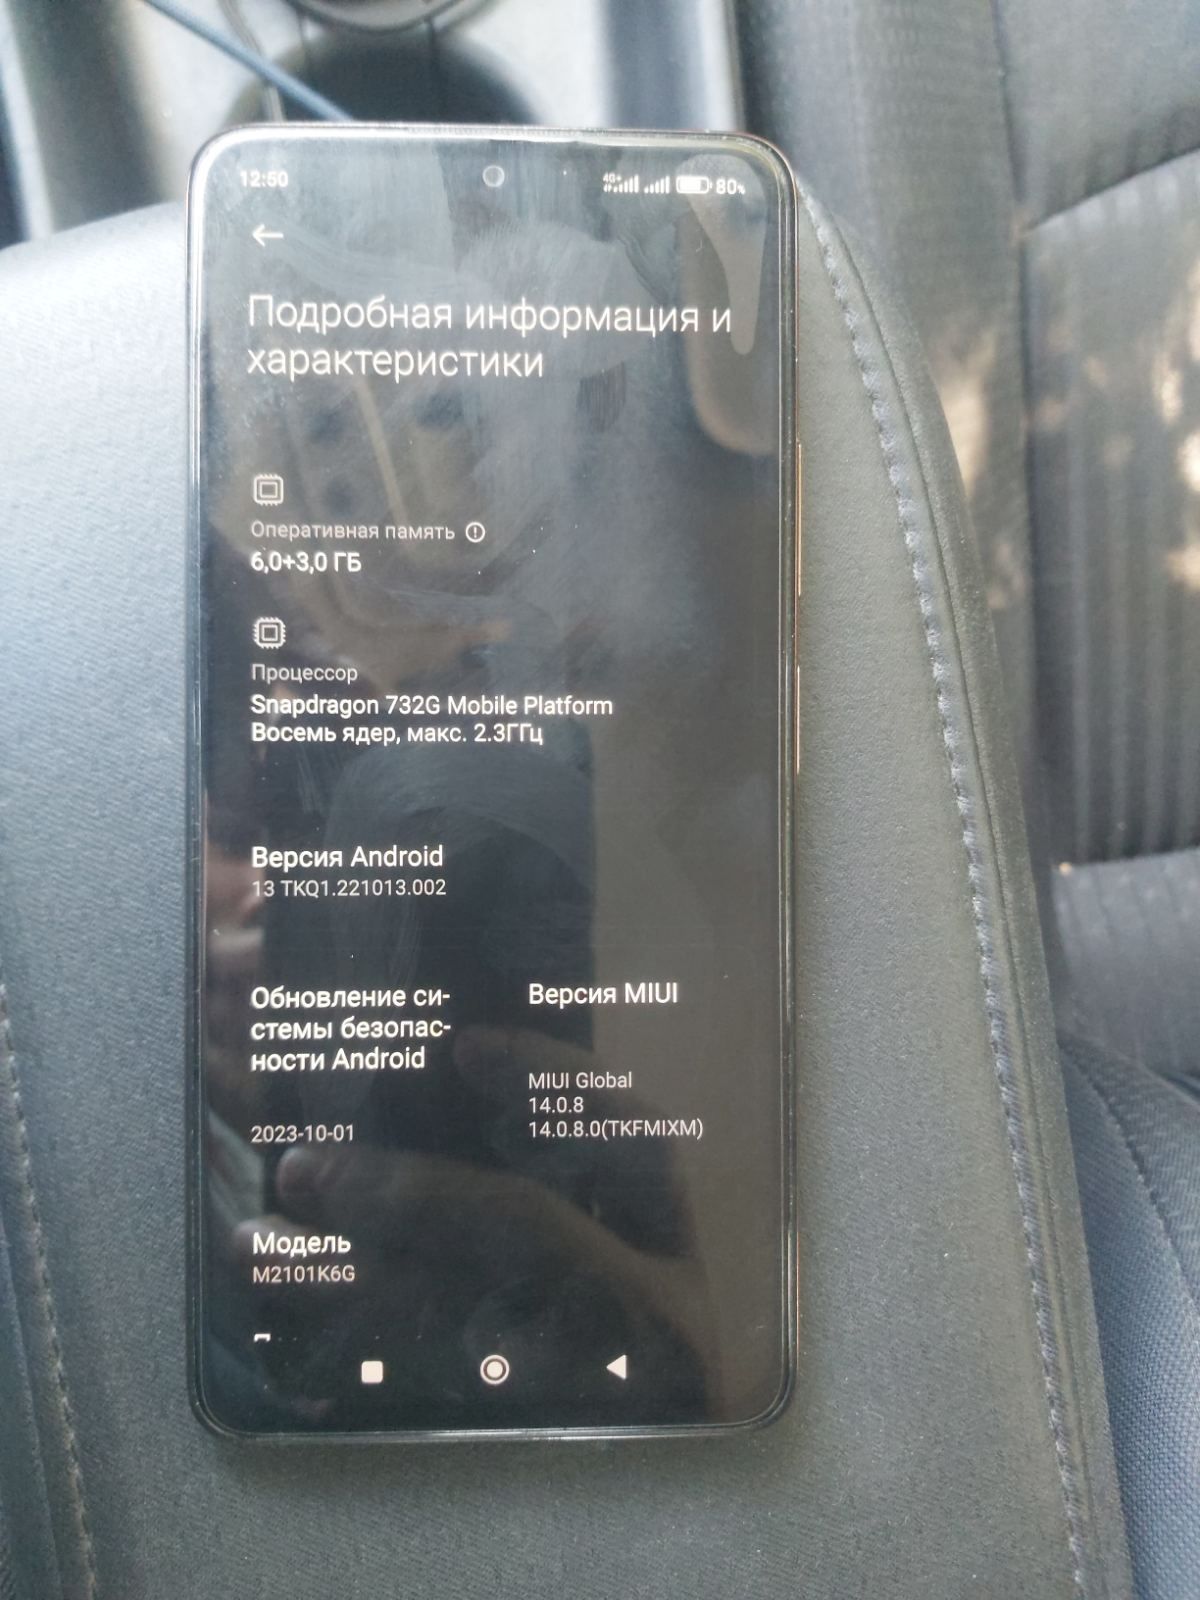 12:50
4G+ 80%
Подробная информация и
характеристики
Оперативная память
6,0+3,0 ГБ
Процессор
Snapdragon 732G Mobile Platform
Восемь ядер, макс. 2.3ГГц
Версия Android
13 TKQ1.221013.002
Обновление си-
стемы безопас-
ности Android
2023-10-01
Версия MIUI
MIUI Global
14.0.8
14.0.8.0(TKFMIXM)
Модель
M2101K6G